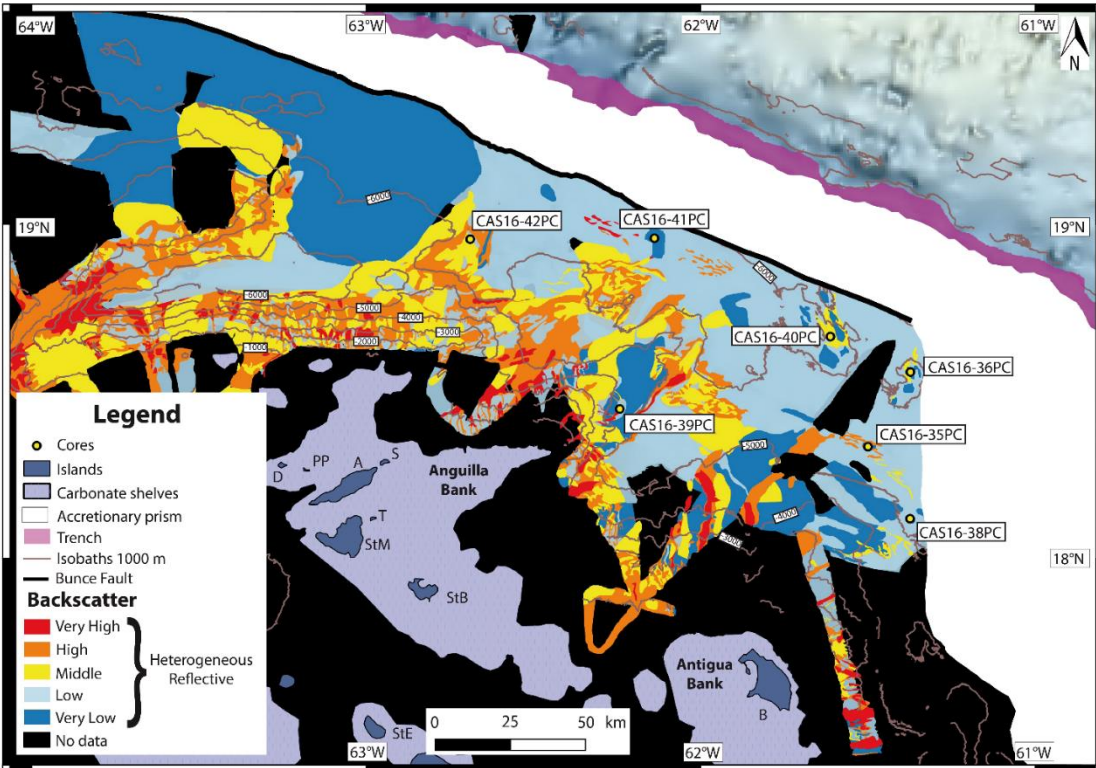 64°W
63°W
62°W
61°W
N
19°N
19°N
CAS16-42PC
CAS16-41PC
-6000
-6000
CAS16-40PC
CAS16-36PC
CAS16-39PC
CAS16-35PC
CAS16-38PC
-6000
-5000
-4000
-3000
-2000
-1000
-5000
-4000
-3000
18°N
PP
A
S
D
T
StM
StB
StE
B
Anguilla
Bank
Antigua
Bank
Legend
Cores
Islands
Carbonate shelves
Accretionary prism
Trench
Isobaths 1000 m
Bunce Fault
Backscatter
Very High
High
Middle
Low
Very Low
No data
Heterogeneous
Reflective
0 25 50 km
63°W
62°W
61°W